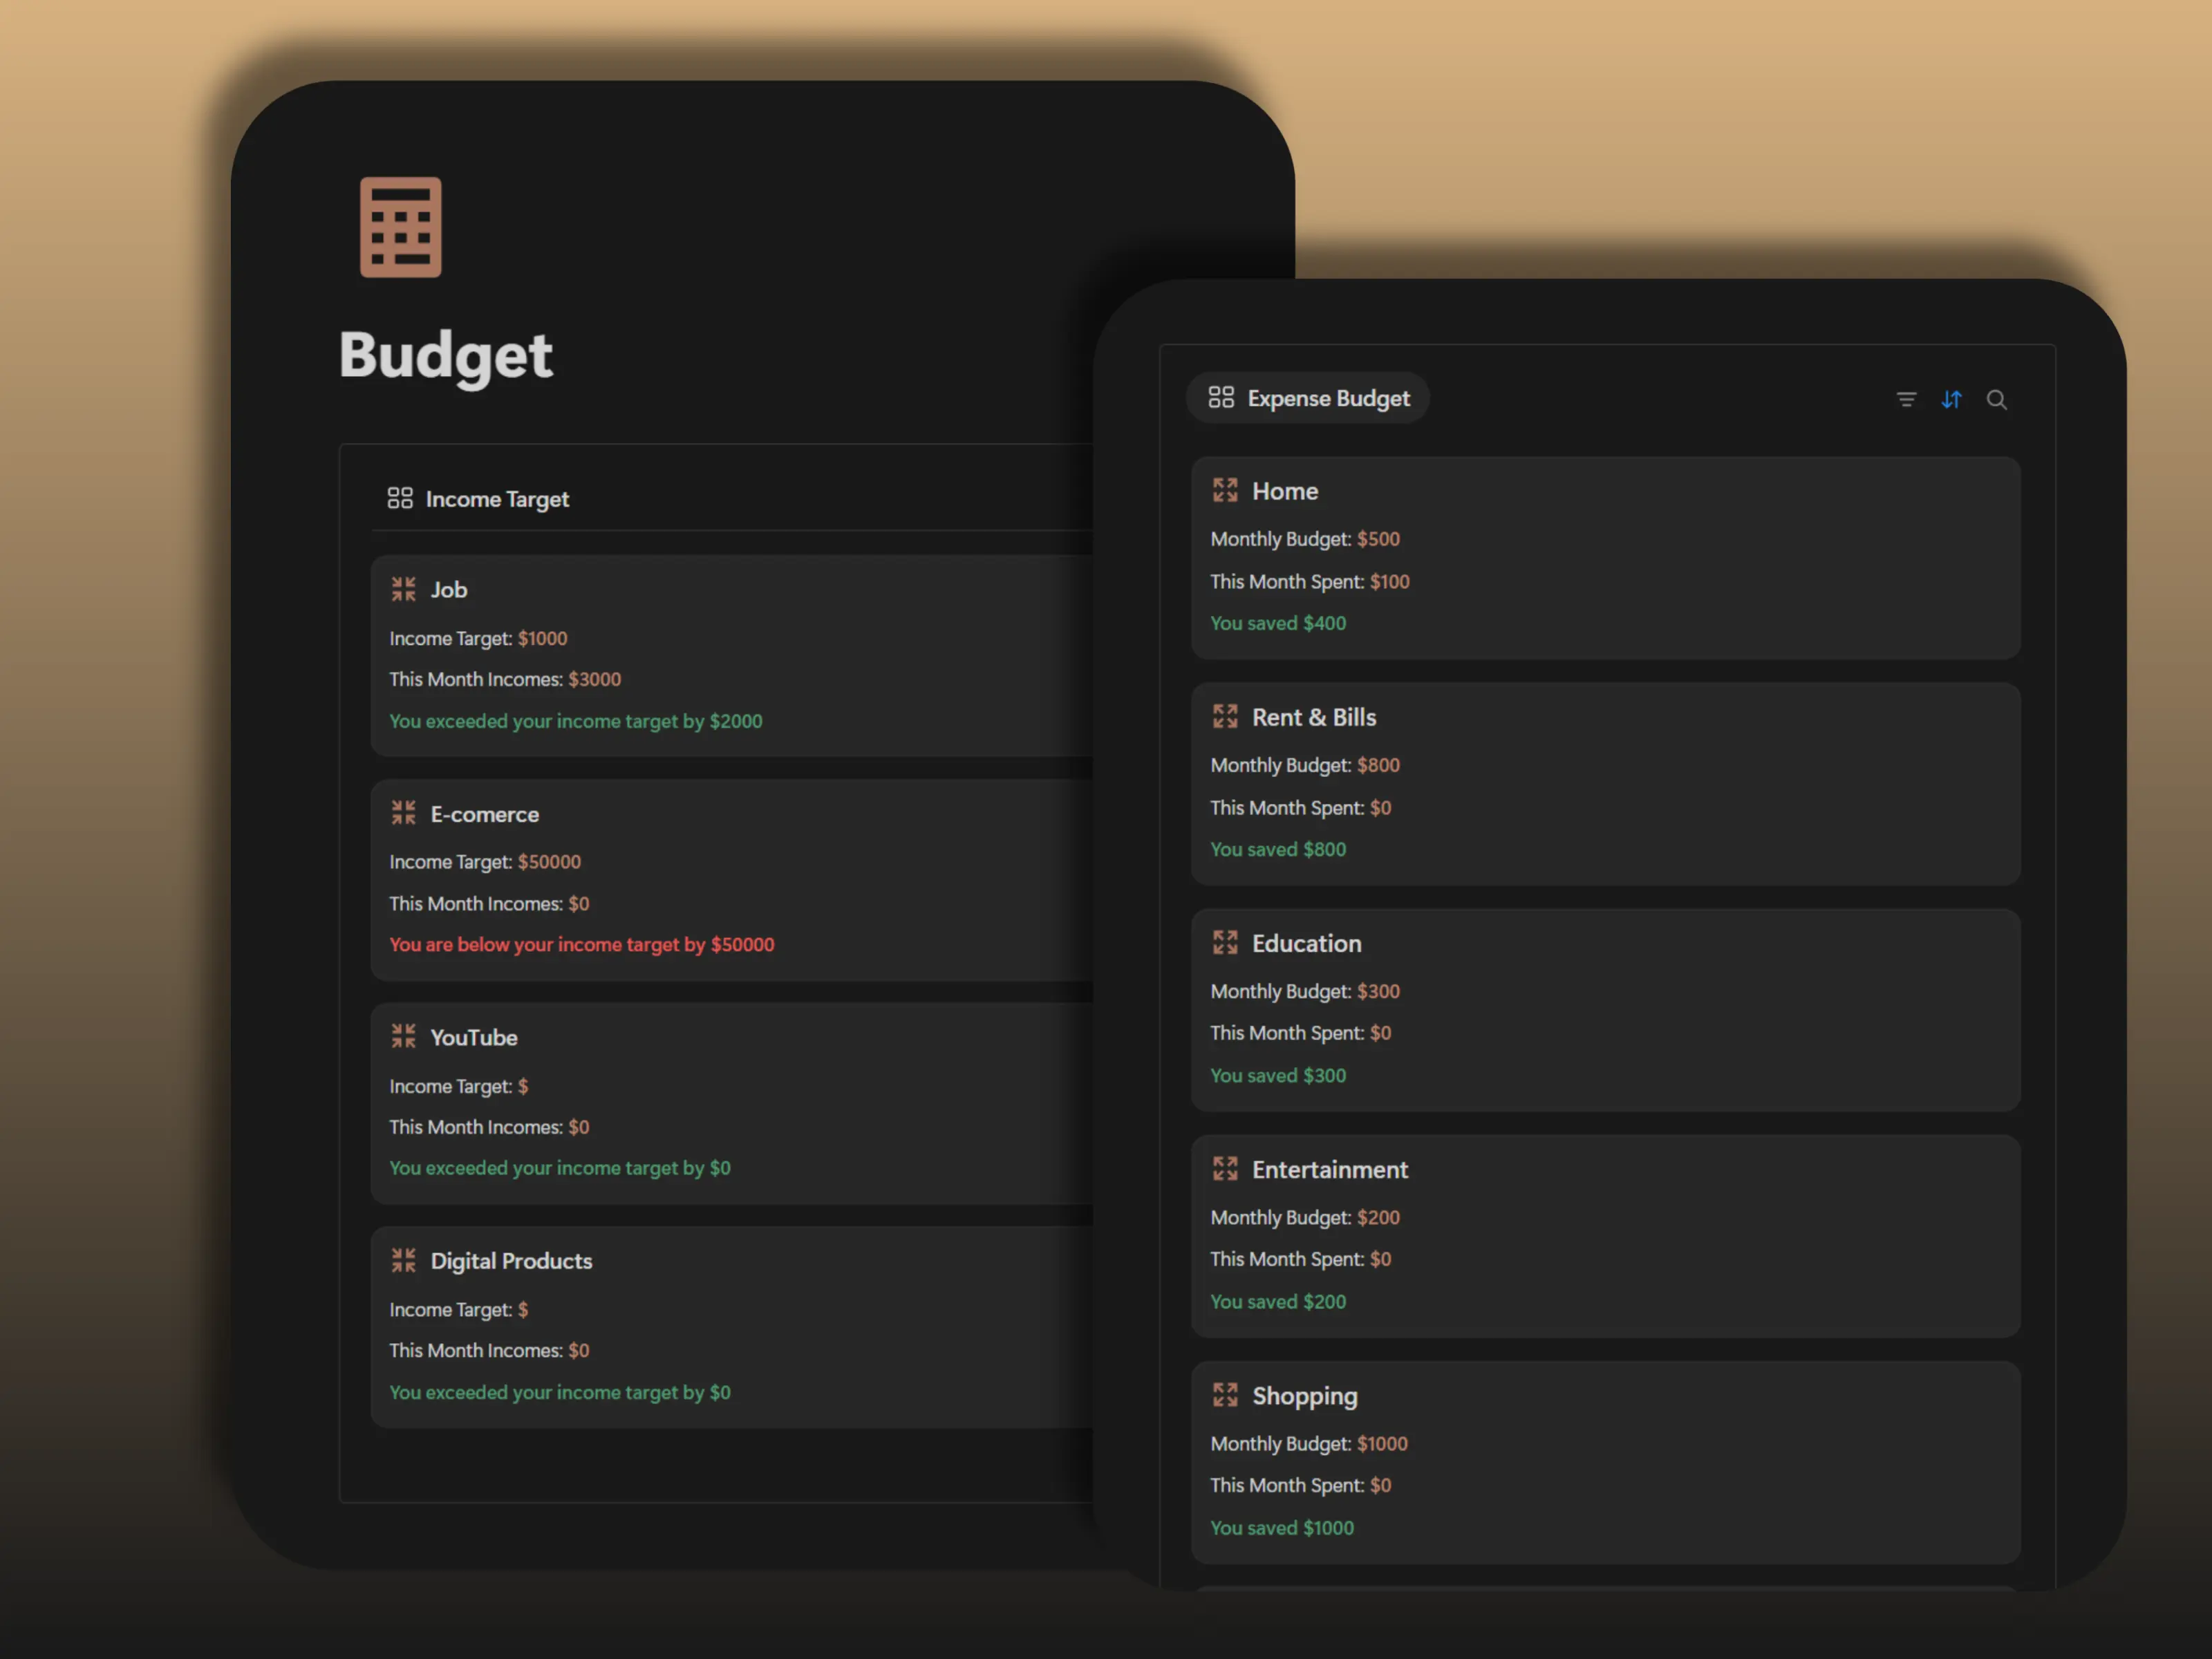 Budget
Income Target
Job
Income Target: $1000
This Month Incomes: $3000
You exceeded your income target by $2000
E-comerce
Income Target: $50000
This Month Incomes: $0
You are below your income target by $50000
YouTube
Income Target: $
This Month Incomes: $0
You exceeded your income target by $0
Digital Products
Income Target: $
This Month Incomes: $0
You exceeded your income target by $0
Expense Budget
Home
Monthly Budget: $500
This Month Spent: $100
You saved $400
Rent & Bills
Monthly Budget: $800
This Month Spent: $0
You saved $800
Education
Monthly Budget: $300
This Month Spent: $0
You saved $300
Entertainment
Monthly Budget: $200
This Month Spent: $0
You saved $200
Shopping
Monthly Budget: $1000
This Month Spent: $0
You saved $1000